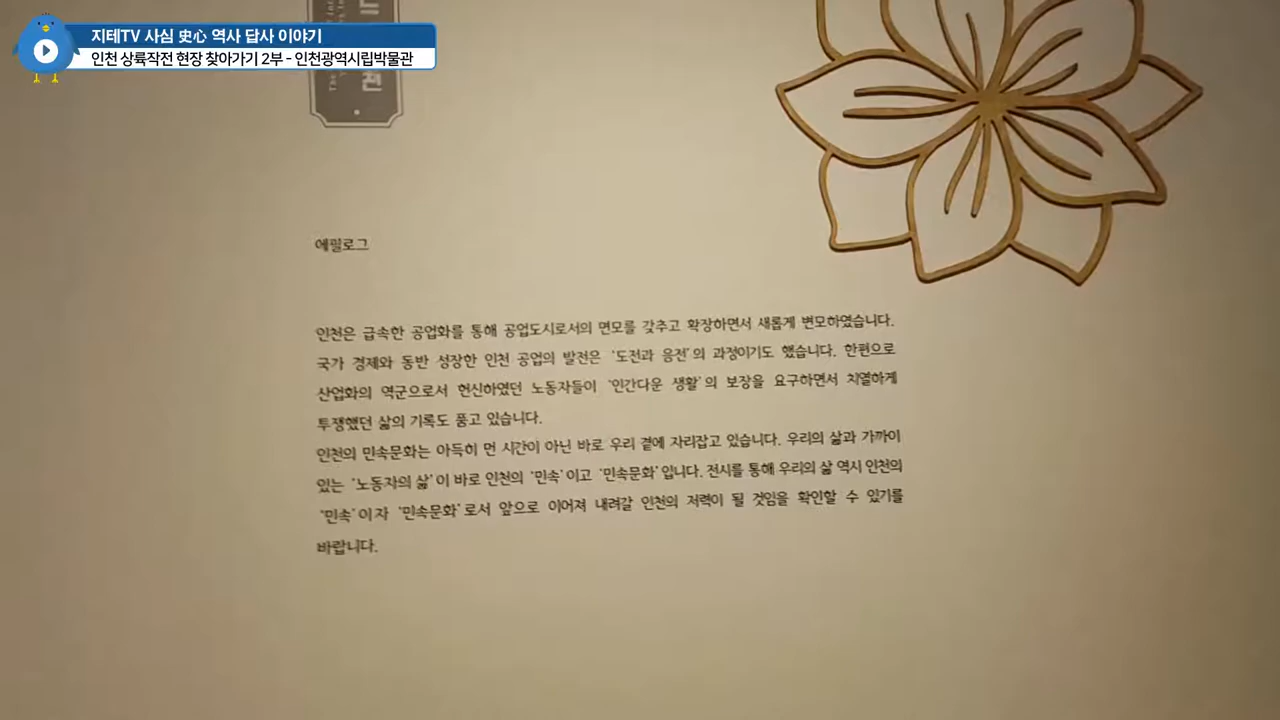 지테TV 사심 史心 역사 답사 이야기
인천 상륙작전 현장 찾아가기 2부 - 인천광역시립박물관
에필로그
인천은 급속한 공업화를 통해 공업도시로서의 면모를 갖추고 확장하면서 새롭게 변모하였습니다.
국가 경제와 동반 성장한 인천 공업의 발전은 '도전과 응전'의 과정이기도 했습니다. 한편으로
산업화의 역군으로서 헌신하였던 노동자들이 '인간다운 생활'의 보장을 요구하면서 치열하게
투쟁했던 삶의 기록도 품고 있습니다.
인천의 민속문화는 아득히 먼 시간이 아닌 바로 우리 곁에 자리잡고 있습니다. 우리의 삶과 가까이
있는 '노동자의 삶'이 바로 인천의 '민속'이고 '민속문화'입니다. 전시를 통해 우리의 삶 역시 인천의
'민속'이자 '민속문화'로서 앞으로 이어져 내려갈 인천의 저력이 될 것임을 확인할 수 있기를
바랍니다.